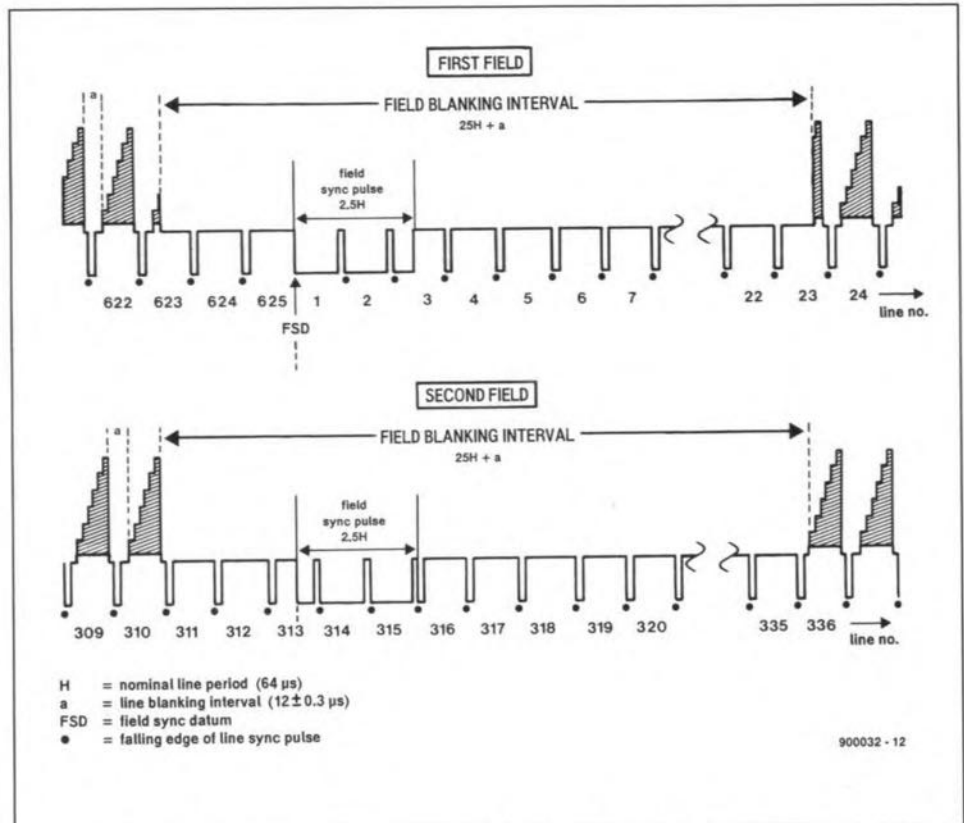 FIRST FIELD
a
FIELD BLANKING INTERVAL
25H + a
field
sync pulse
2.5H
622 623 624 625 1 2 3 4 5 6 7 22 23 24
line no.
FSD
SECOND FIELD
a
FIELD BLANKING INTERVAL
25H + a
field
sync pulse
2.5H
309 310 311 312 313 314 315 316 317 318 319 320 335 336 line no.
H = nominal line period (64 µs)
a = line blanking interval (12±0.3 µs)
FSD = field sync datum
● = falling edge of line sync pulse
900032 - 12